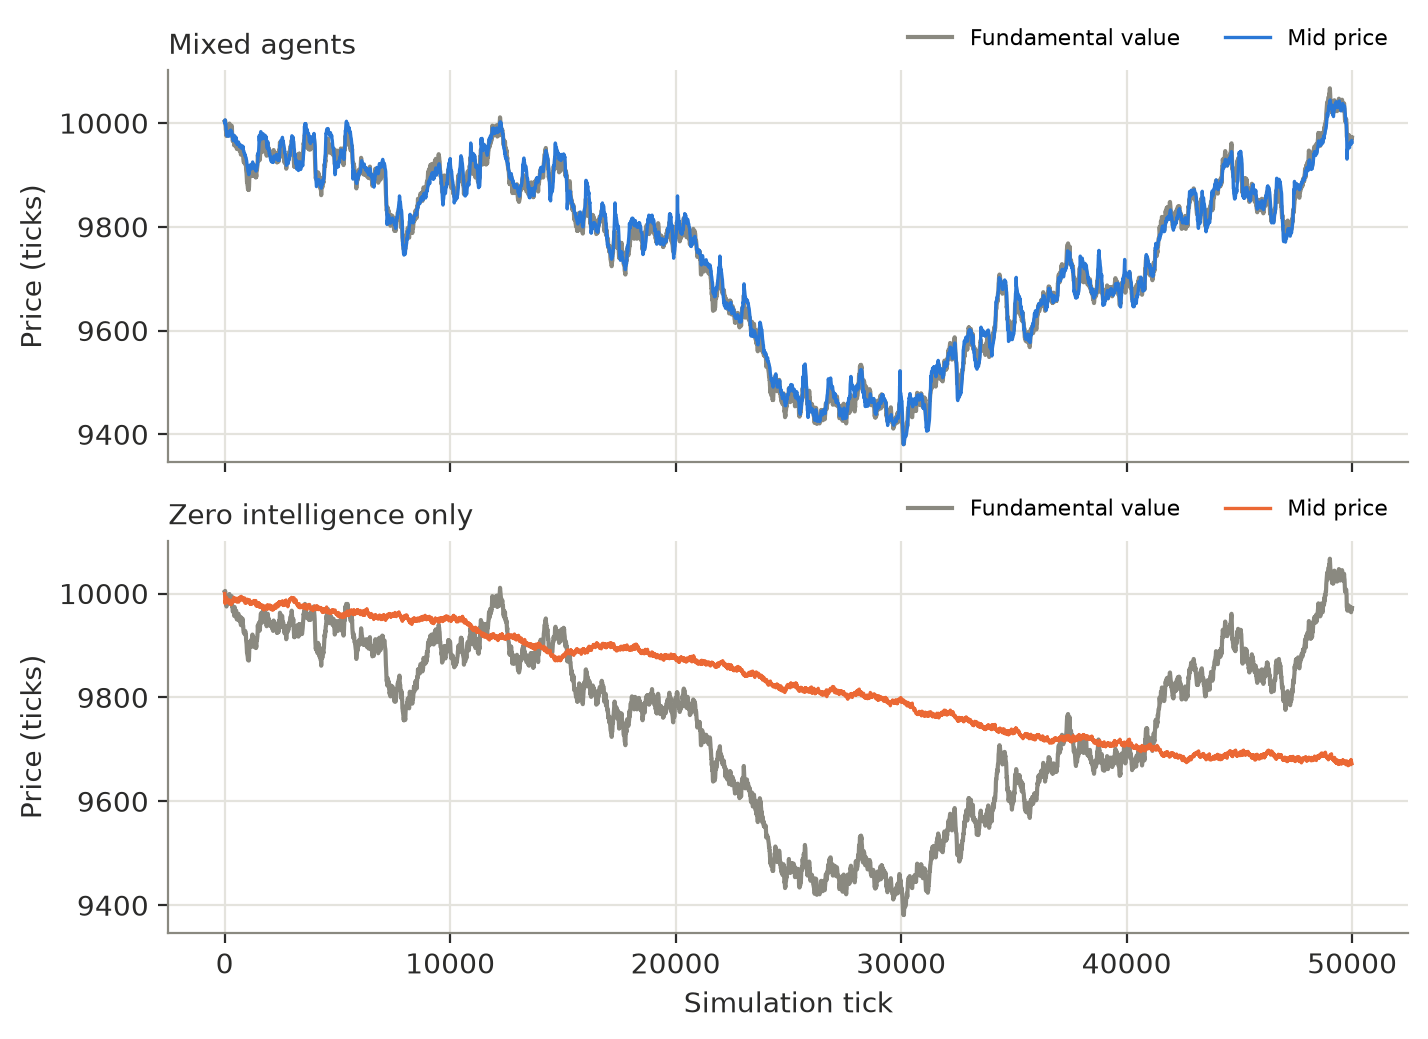 Mixed agents
Fundamental value
Mid price
Price (ticks)
10000
9800
9600
9400
Zero intelligence only
Fundamental value
Mid price
Price (ticks)
10000
9800
9600
9400
0 10000 20000 30000 40000 50000
Simulation tick